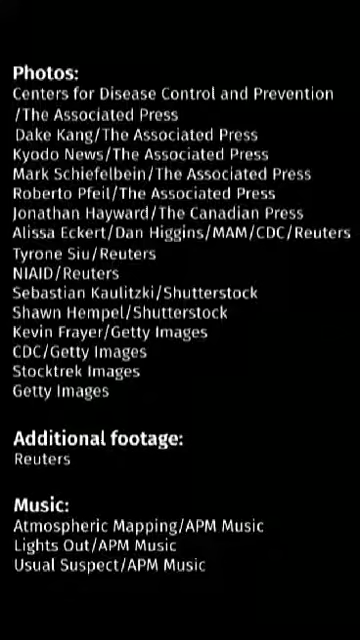 Photos:
Centers for Disease Control and Prevention
/The Associated Press
Dake Kang/The Associated Press
Kyodo News/The Associated Press
Mark Schiefelbein/The Associated Press
Roberto Pfeil/The Associated Press
Jonathan Hayward/The Canadian Press
Alissa Eckert/Dan Higgins/MAM/CDC/Reuters
Tyrone Siu/Reuters
NIAID/Reuters
Sebastian Kaulitzki/Shutterstock
Shawn Hempel/Shutterstock
Kevin Frayer/Getty Images
CDC/Getty Images
Stocktrek Images
Getty Images
Additional footage:
Reuters
Music:
Atmospheric Mapping/APM Music
Lights Out/APM Music
Usual Suspect/APM Music